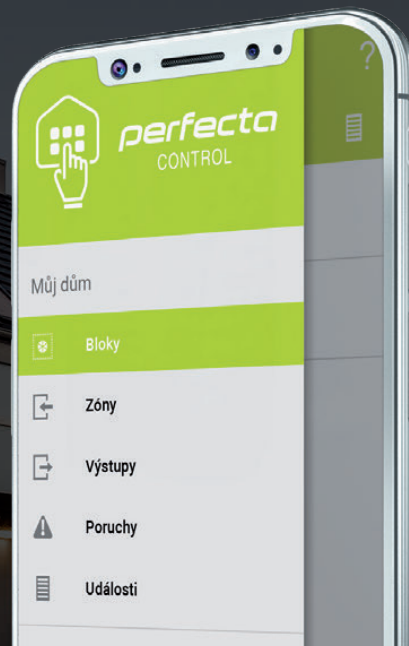 ?
perfecta
CONTROL
Můj dům
Bloky
Zóny
Výstupy
Poruchy
Události